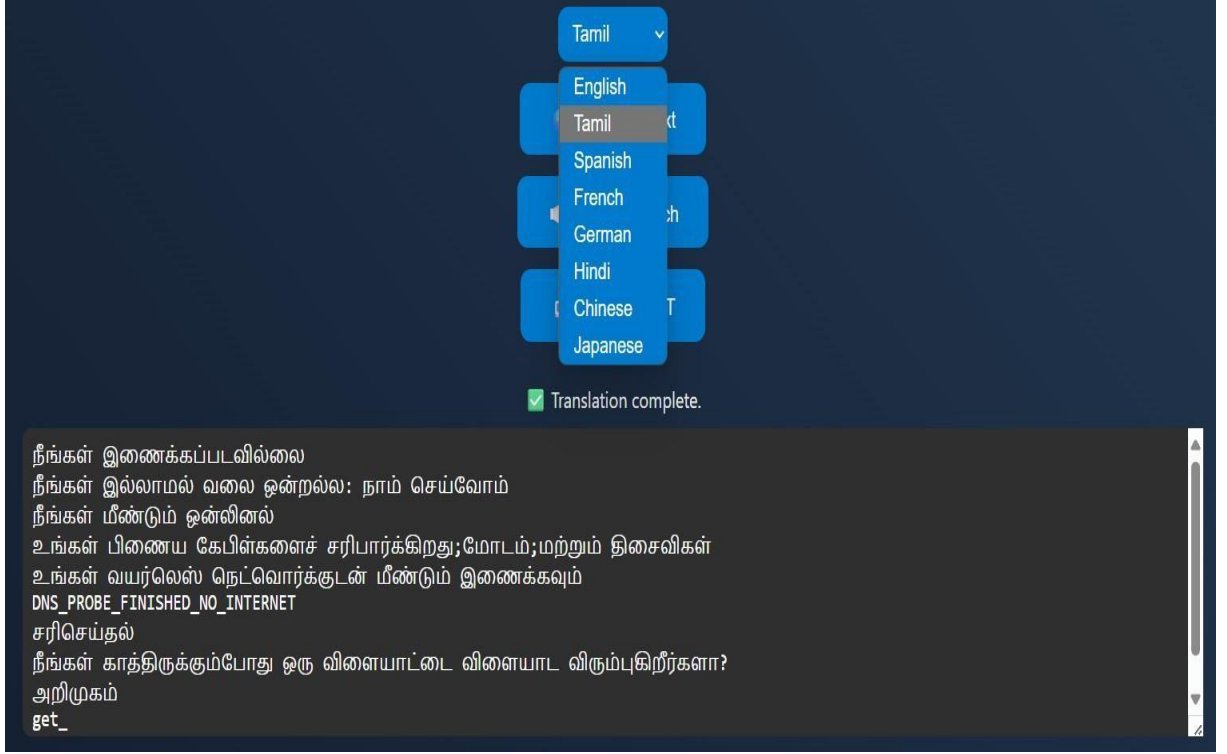 Tamil
English
Tamil
Spanish
French
German
Hindi
Chinese
Japanese
xt
ch
T
Translation complete.
நீங்கள் இணைக்கப்படவில்லை
நீங்கள் இல்லாமல் வலை ஒன்றல்ல: நாம் செய்வோம்
நீங்கள் மீண்டும் ஒன்லினல்
உங்கள் பிணைய கேபிள்களைச் சரிபார்க்கிறது;மோடம்;மற்றும் திசைவிகள்
உங்கள் வயர்லெஸ் நெட்வொர்க்குடன் மீண்டும் இணைக்கவும்
DNS_PROBE_FINISHED_NO_INTERNET
சரிசெய்தல்
நீங்கள் காத்திருக்கும்போது ஒரு விளையாட்டை விளையாட விரும்புகிறீர்களா?
அறிமுகம்
get_